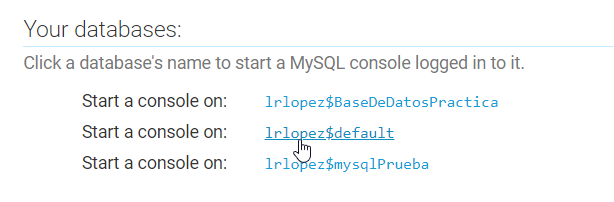 Your databases:
Click a database's name to start a MySQL console logged in to it.
Start a console on: lrlopez$BaseDeDatosPractica
Start a console on: lrlopez$default
Start a console on: lrlopez$mysqlPrueba